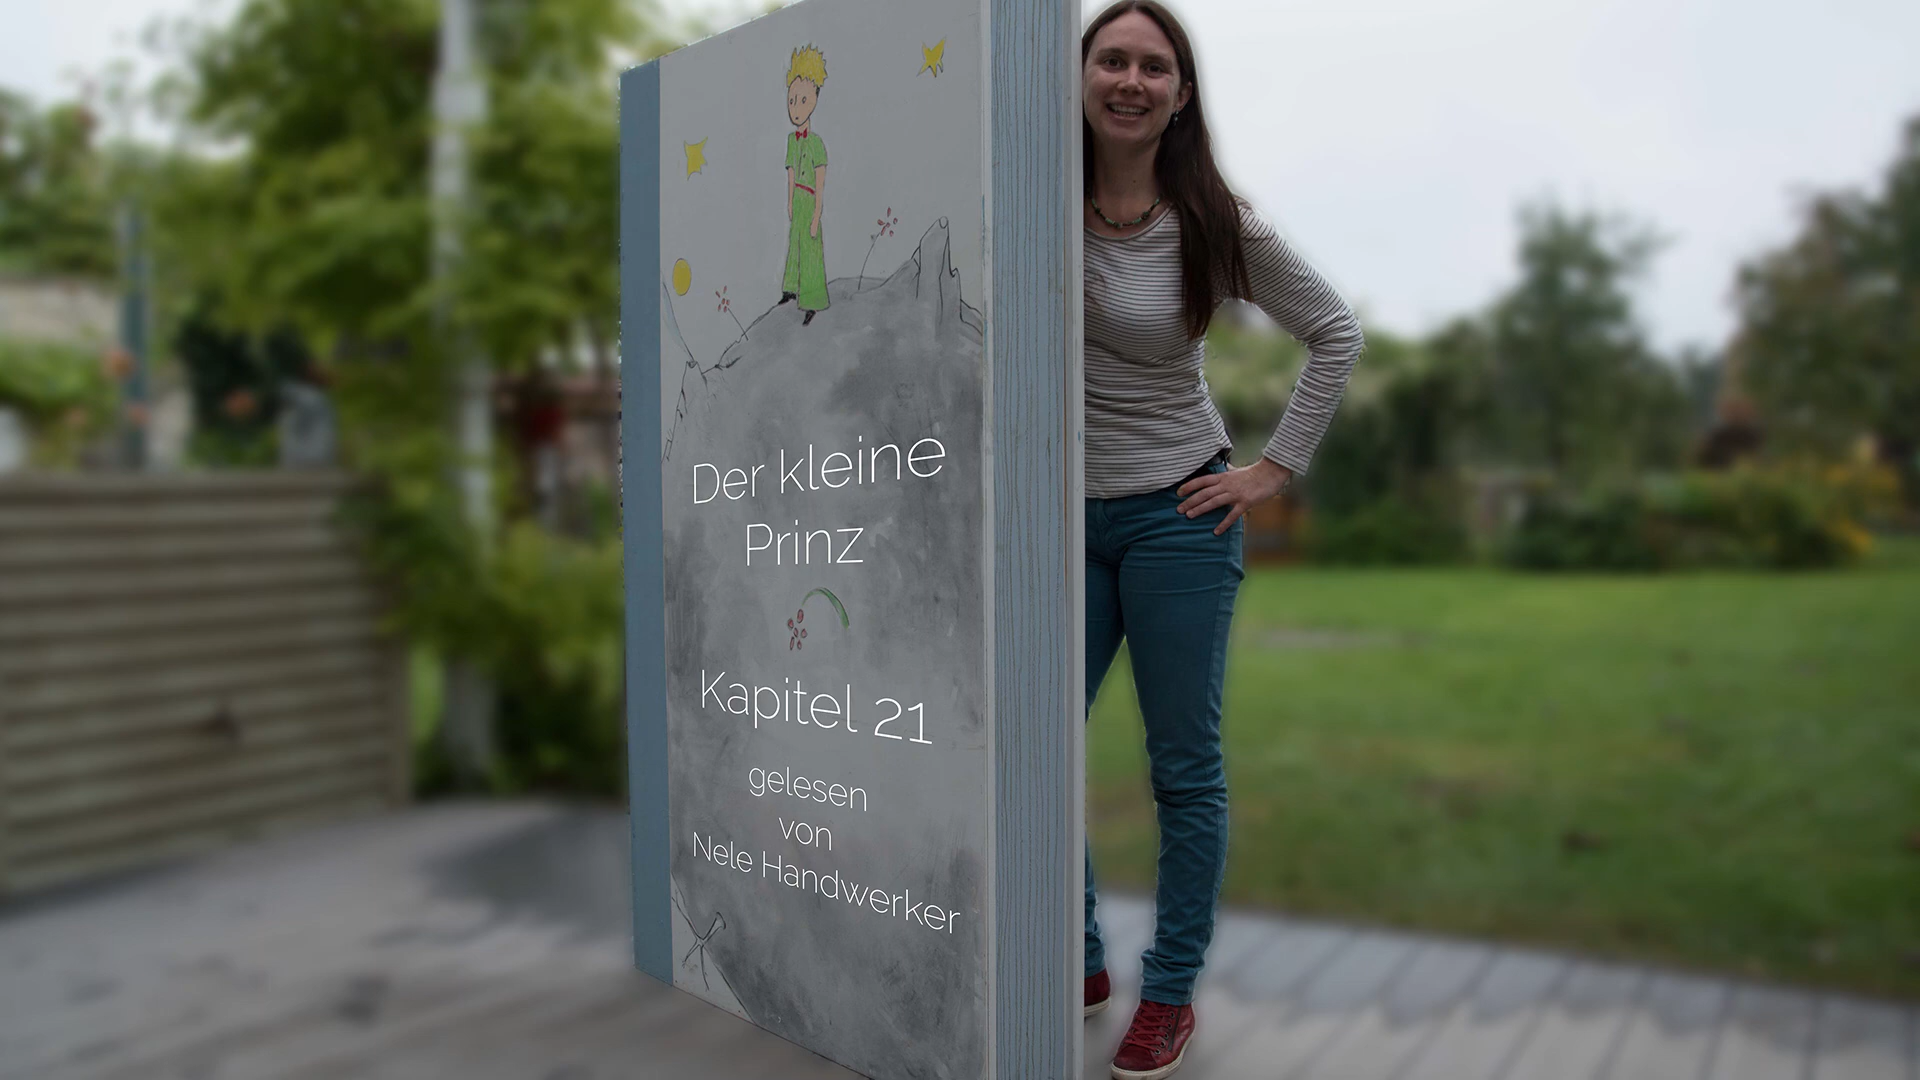 Der kleine
Prinz
Kapitel 21
gelesen
von
Nele Handwerker